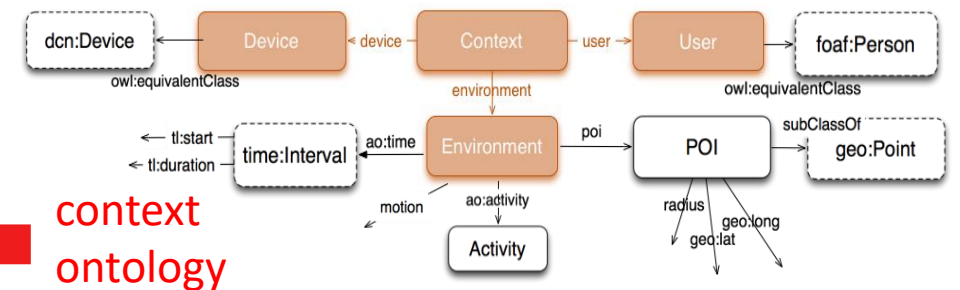 dcn:Device
Device
device
Context
user
User
foaf:Person
owl:equivalentClass
environment
owl:equivalentClass
tl:start
tl:duration
time:Interval
ao:time
Environment
poi
POI
subClassOf
geo:Point
motion
ao:activity
Activity
radius
geo:lat
geo:long
context
ontology